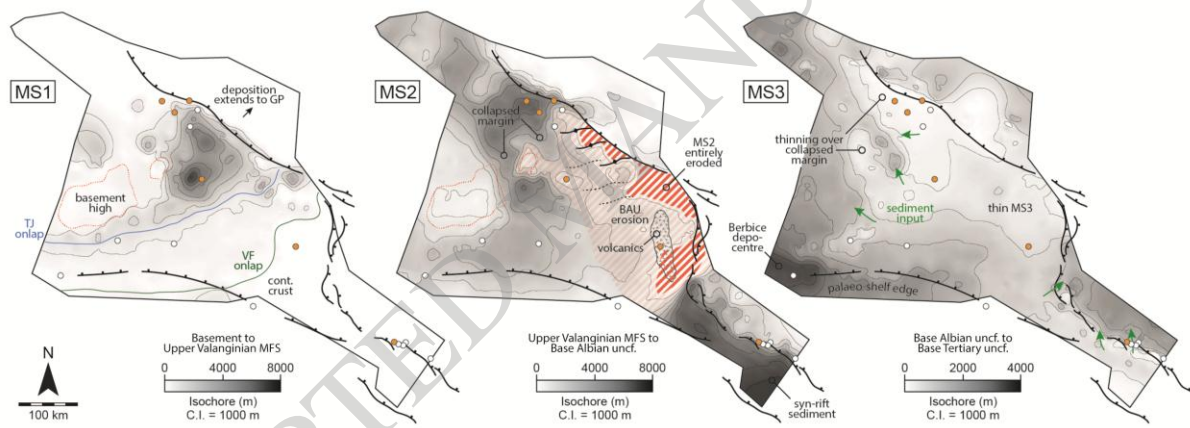 MS1
deposition
extends to GP
basement
high
TJ
onlap
VF
onlap
cont.
crust
N
100 km
Basement to
Upper Valanginian MFS
0 4000 8000
Isochore (m)
C.I. = 1000 m
MS2
collapsed
margin
MS2
entirely
eroded
BAU
erosion
volcanics
Upper Valanginian MFS to
Base Albian uncf.
0 4000 8000
Isochore (m)
C.I. = 1000 m
syn-rift
sediment
MS3
thinning over
collapsed
margin
sediment
input
thin MS3
Berbice
depo-
centre
palaeo shelf edge
Base Albian uncf. to
Base Tertiary uncf.
0 4000 8000
Isochore (m)
C.I. = 1000 m